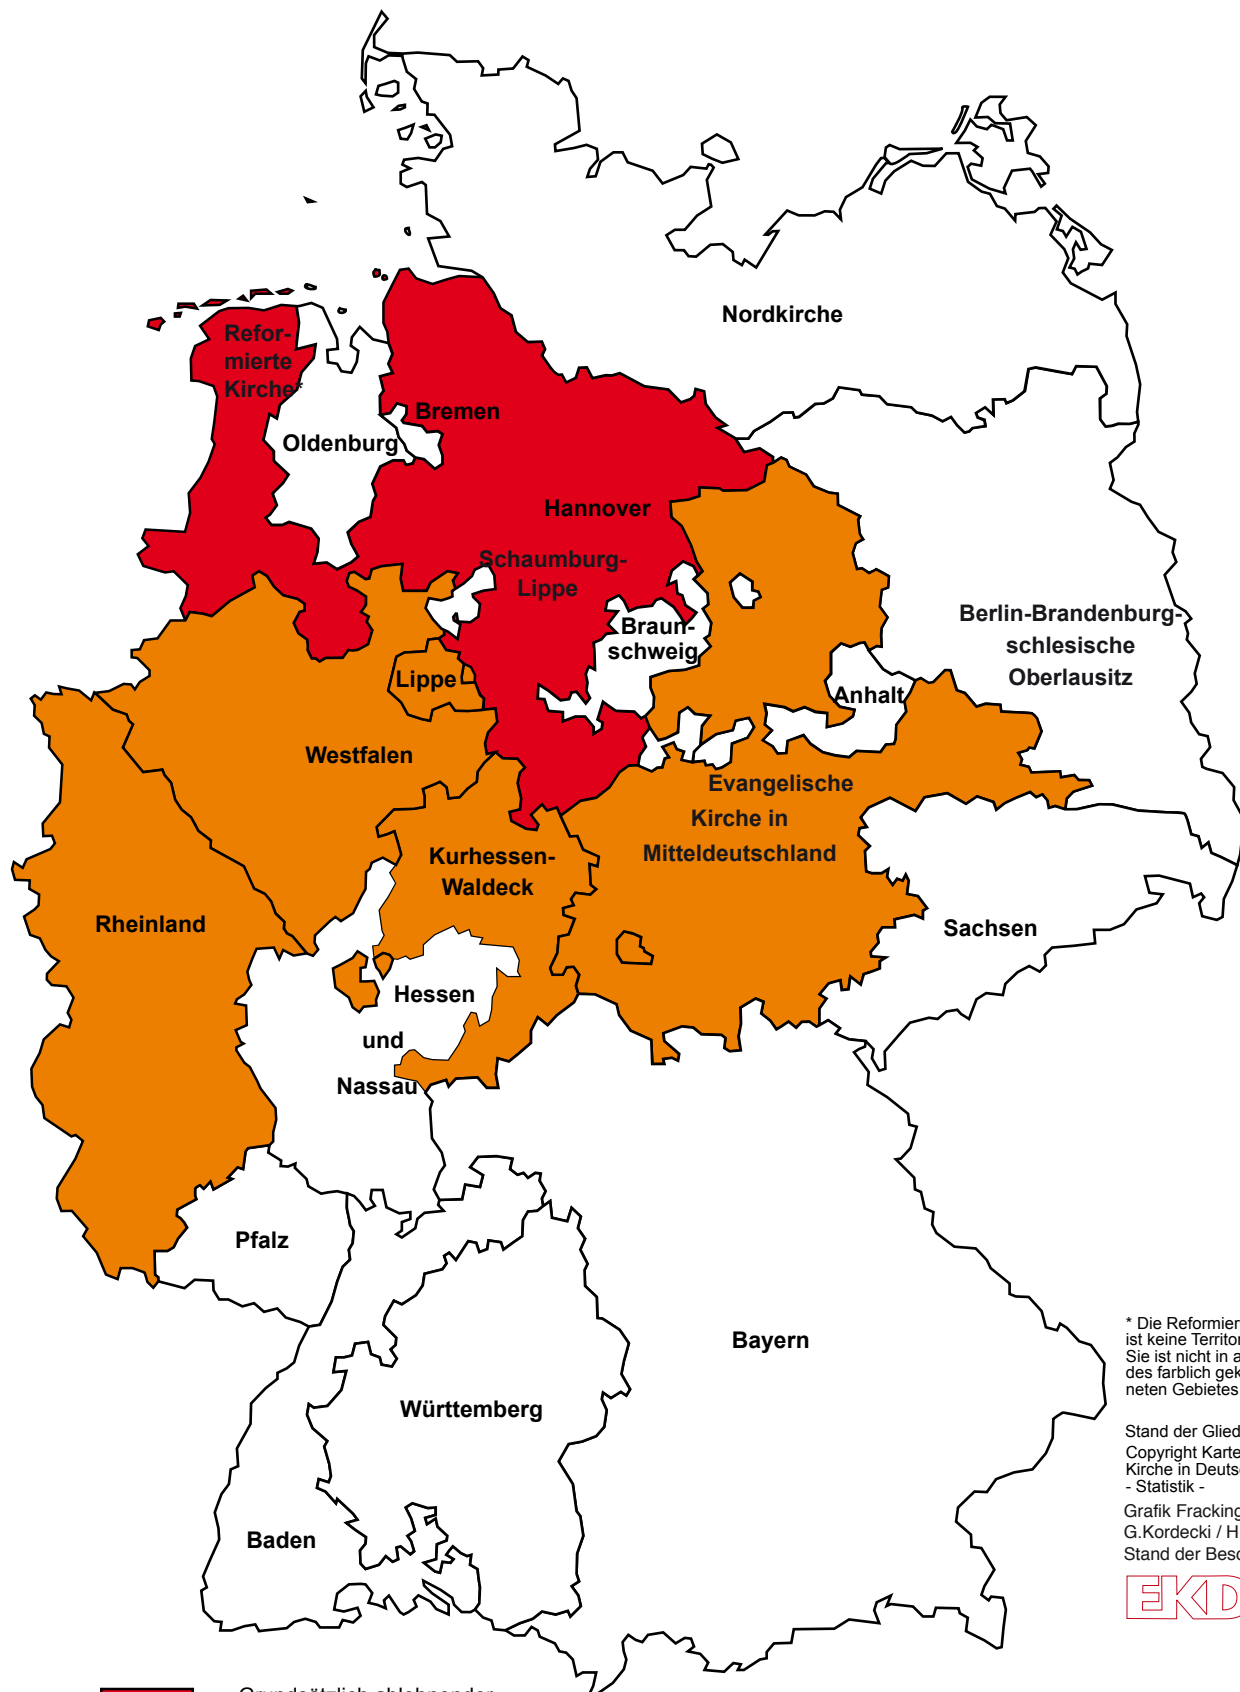 Nordkirche
Refor-
mierte
Kirche*
Bremen
Oldenburg
Hannover
Schaumburg-
Lippe
Braun-
schweig
Berlin-Brandenburg-
schlesische
Oberlausitz
Lippe
Anhalt
Westfalen
Evangelische
Kirche in
Mitteldeutschland
Kurhessen-
Waldeck
Rheinland
Sachsen
Hessen
und
Nassau
Pfalz
Bayern
Württemberg
Baden
* Die Reformier
ist keine Territor
Sie ist nicht in a
des farblich gek
neten Gebietes
Stand der Glied
Copyright Karte
Kirche in Deutsc
- Statistik -
Grafik Fracking
G.Kordecki / H
Stand der Besc
EKD
Grundsätzlich ablehnender